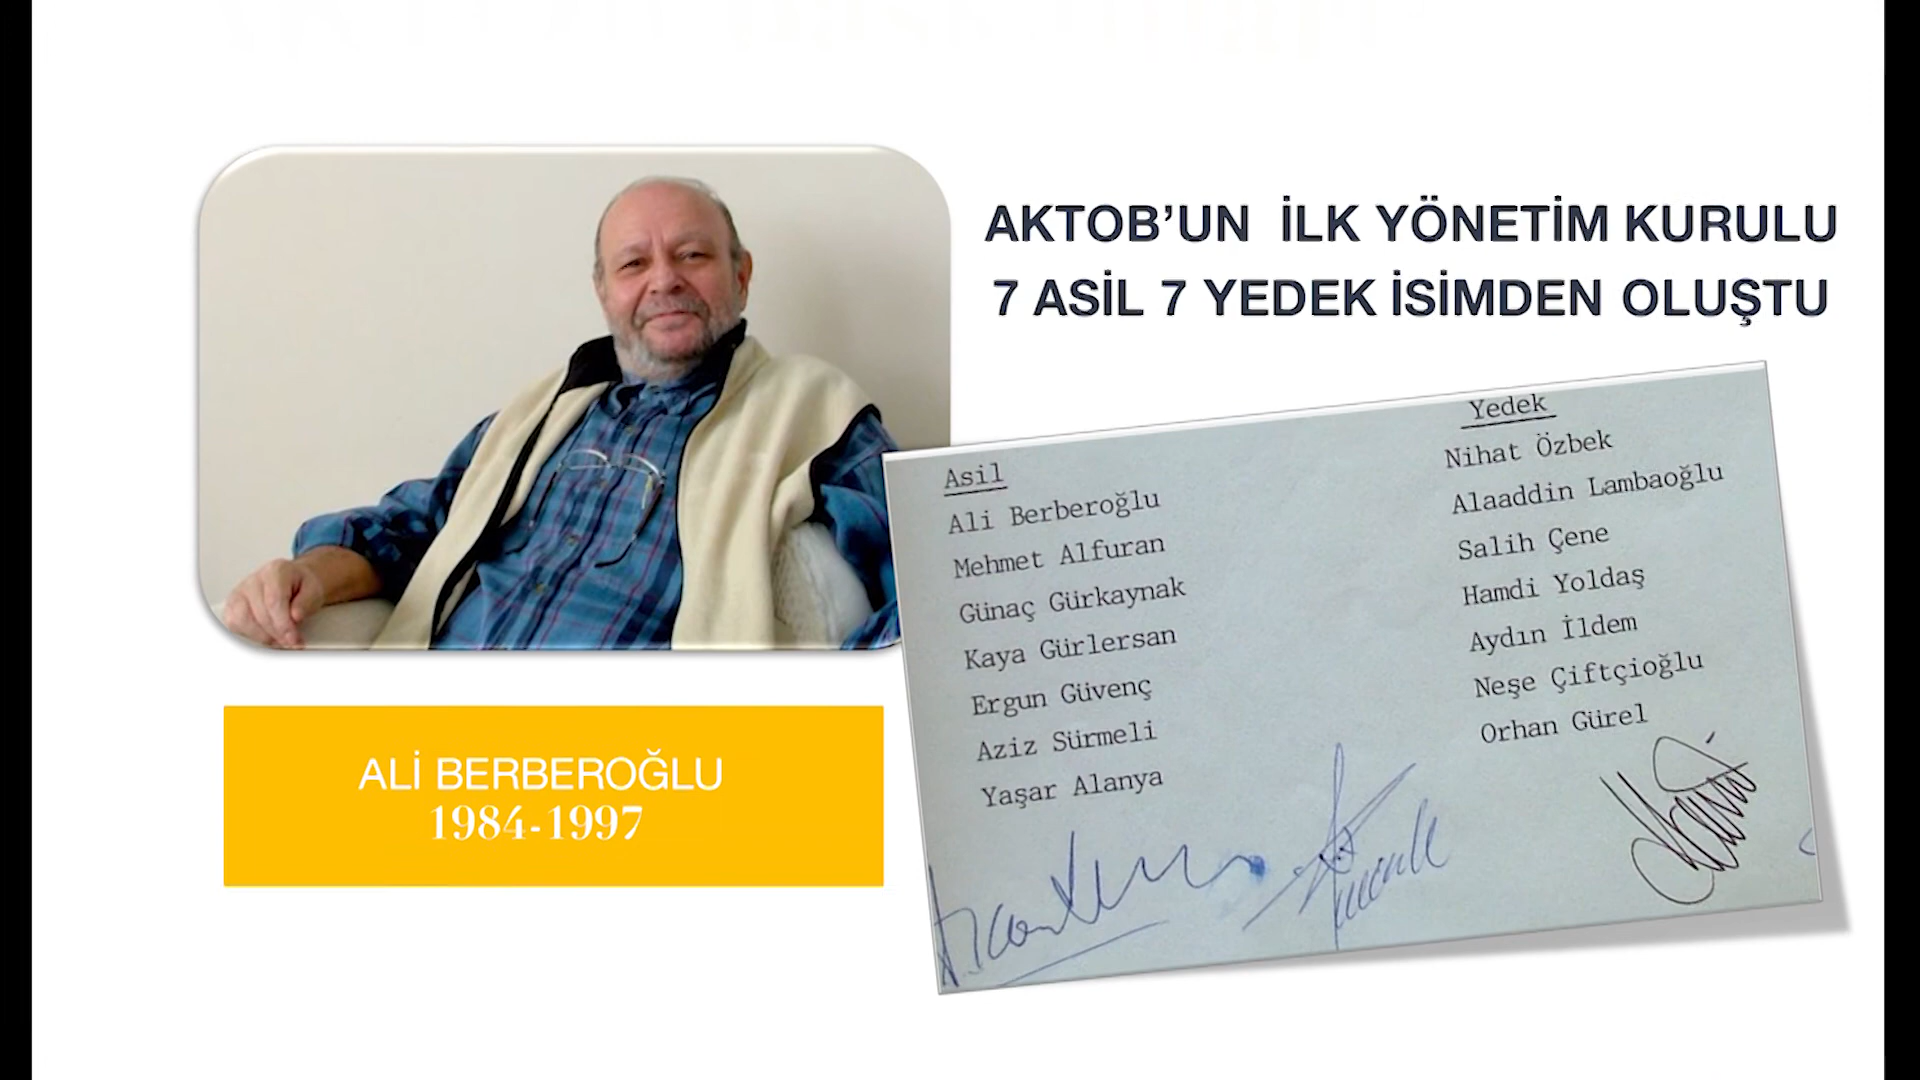 AKTOB’UN İLK YÖNETİM KURULU
7 ASİL 7 YEDEK İSİMDEN OLUŞTU
ALİ BERBEROĞLU
1984-1997
Asil
Ali Berberoğlu
Mehmet Alfuran
Günaç Gürkaynak
Kaya Gürlersan
Ergun Güvenç
Aziz Sürmeli
Yaşar Alanya
Yedek
Nihat Özbek
Alaaddin Lambaoğlu
Salih Çene
Hamdi Yoldaş
Aydın İldem
Neşe Çiftçioğlu
Orhan Gürel